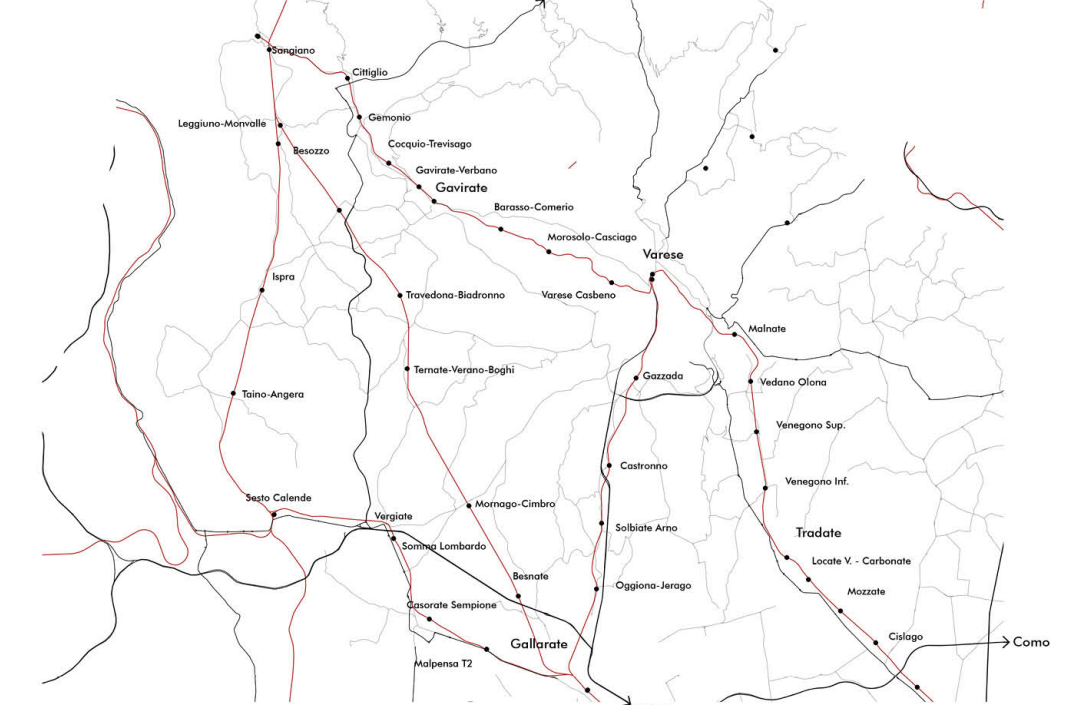 Sangiano
Cittiglio
Gemonio
Leggiuno-Monvalle
Besozzo
Cocquio-Trevisago
Gavirate-Verbano
Gavirate
Barasso-Comerio
Morosolo-Casciago
Varese
Ispra
Travedona-Biadronno
Varese Casbeno
Malnate
Ternate-Verano-Boghi
Gazzada
Vedano Olona
Taino-Angera
Venegono Sup.
Castronno
Venegono Inf.
Sesto Calende
Mornago-Cimbro
Vergiate
Solbiate Arno
Tradate
Somma Lombardo
Locate V. - Carbonate
Besnate
Oggiona-Jerago
Mozzate
Casorate Sempione
Cislago
Gallarate
Como
Malpensa T2